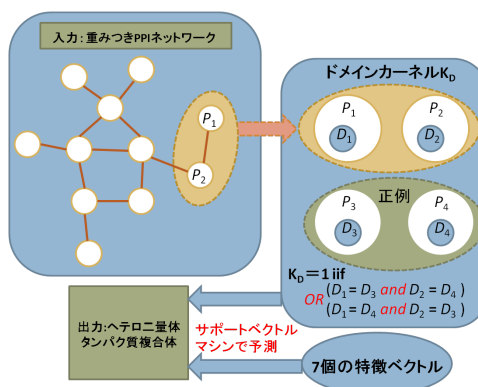 入力:重みつきPPIネットワーク
P1
P2
ドメインカーネルKD
P1
P2
D1
D2
正例
P3
P4
D3
D4
KD=1 iif
(D1 = D3 and D2 = D4 )
OR
(D1 = D4 and D2 = D3 )
出力:ヘテロ二量体
タンパク質複合体
サポートベクトル
マシンで予測
7個の特徴ベクトル